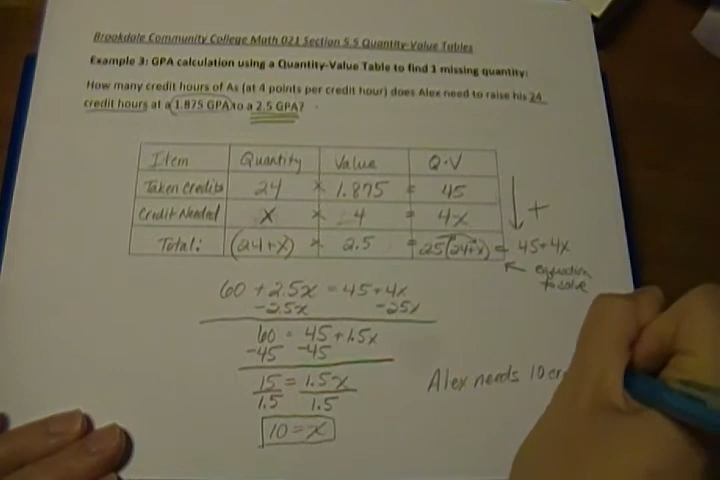 Brookdale Community College Math 021 Section 5.5 Quantity-Value Tables
Example 3: GPA calculation using a Quantity-Value Table to find 1 missing quantity:
How many credit hours of As (at 4 points per credit hour) does Alex need to raise his 24
credit hours at a 1.875 GPA to a 2.5 GPA?
Item Quantity Value Q·V
Taken Credits 24 × 1.875 = 45
Credit Needed x × 4 = 4x +
Total: (24+x) × 2.5 = 2.5(24+x) = 45+4x
equation
to solve
60 + 2.5x = 45+4x
-2.5x -2.5x
60 = 45 + 1.5x
-45 -45
15 = 1.5x
1.5 1.5
10 = x
Alex needs 10 cr